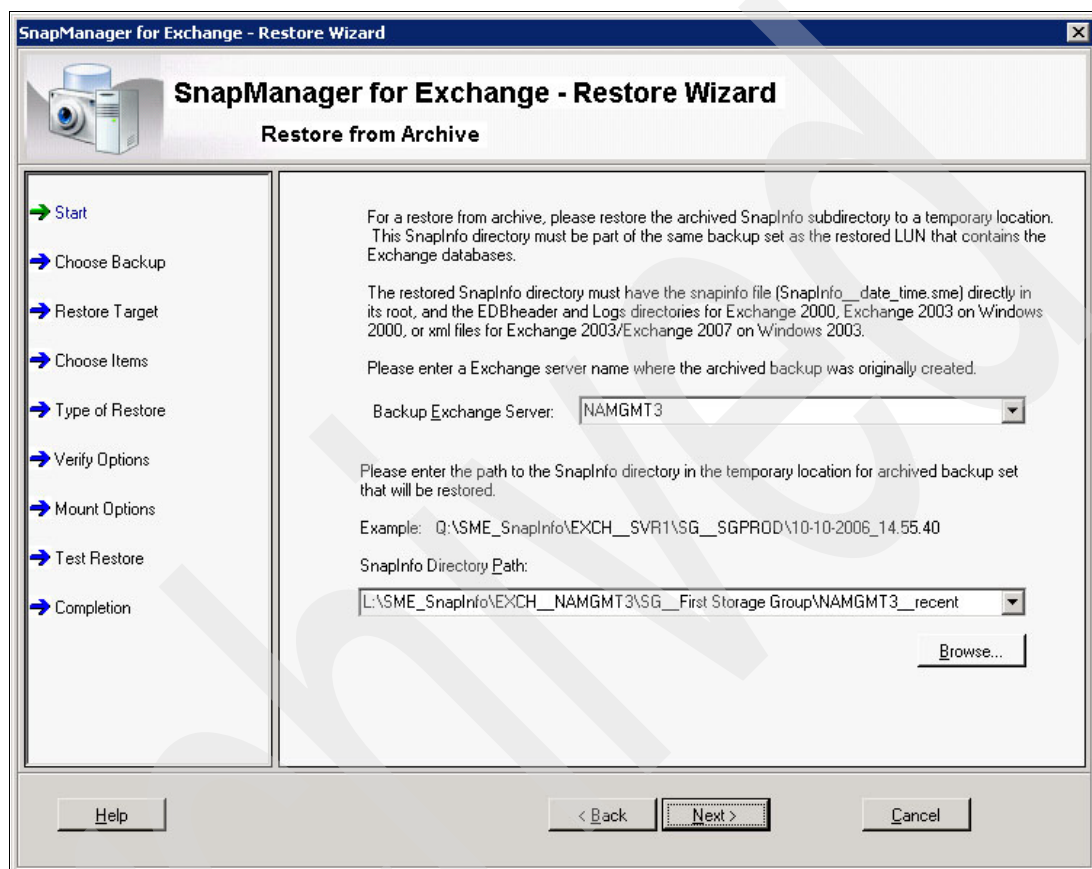 SnapManager for Exchange - Restore Wizard
SnapManager for Exchange - Restore Wizard
Restore from Archive
Start
Choose Backup
Restore Target
Choose Items
Type of Restore
Verify Options
Mount Options
Test Restore
Completion
For a restore from archive, please restore the archived SnapInfo subdirectory to a temporary location.
This SnapInfo directory must be part of the same backup set as the restored LUN that contains the
Exchange databases.
The restored SnapInfo directory must have the snapinfo file (SnapInfo__date_time.sme) directly in
its root, and the EDBheader and Logs directories for Exchange 2000, Exchange 2003 on Windows
2000, or xml files for Exchange 2003/Exchange 2007 on Windows 2003.
Please enter a Exchange server name where the archived backup was originally created.
Backup Exchange Server: NAMGMT3
Please enter the path to the SnapInfo directory in the temporary location for archived backup set
that will be restored.
Example: Q:\SME_SnapInfo\EXCH__SVR1\SG__SGPROD\10-10-2006_14.55.40
SnapInfo Directory Path:
L:\SME_SnapInfo\EXCH__NAMGMT3\SG__First Storage Group\NAMGMT3__recent
Browse...
Help
< Back
Next >
Cancel